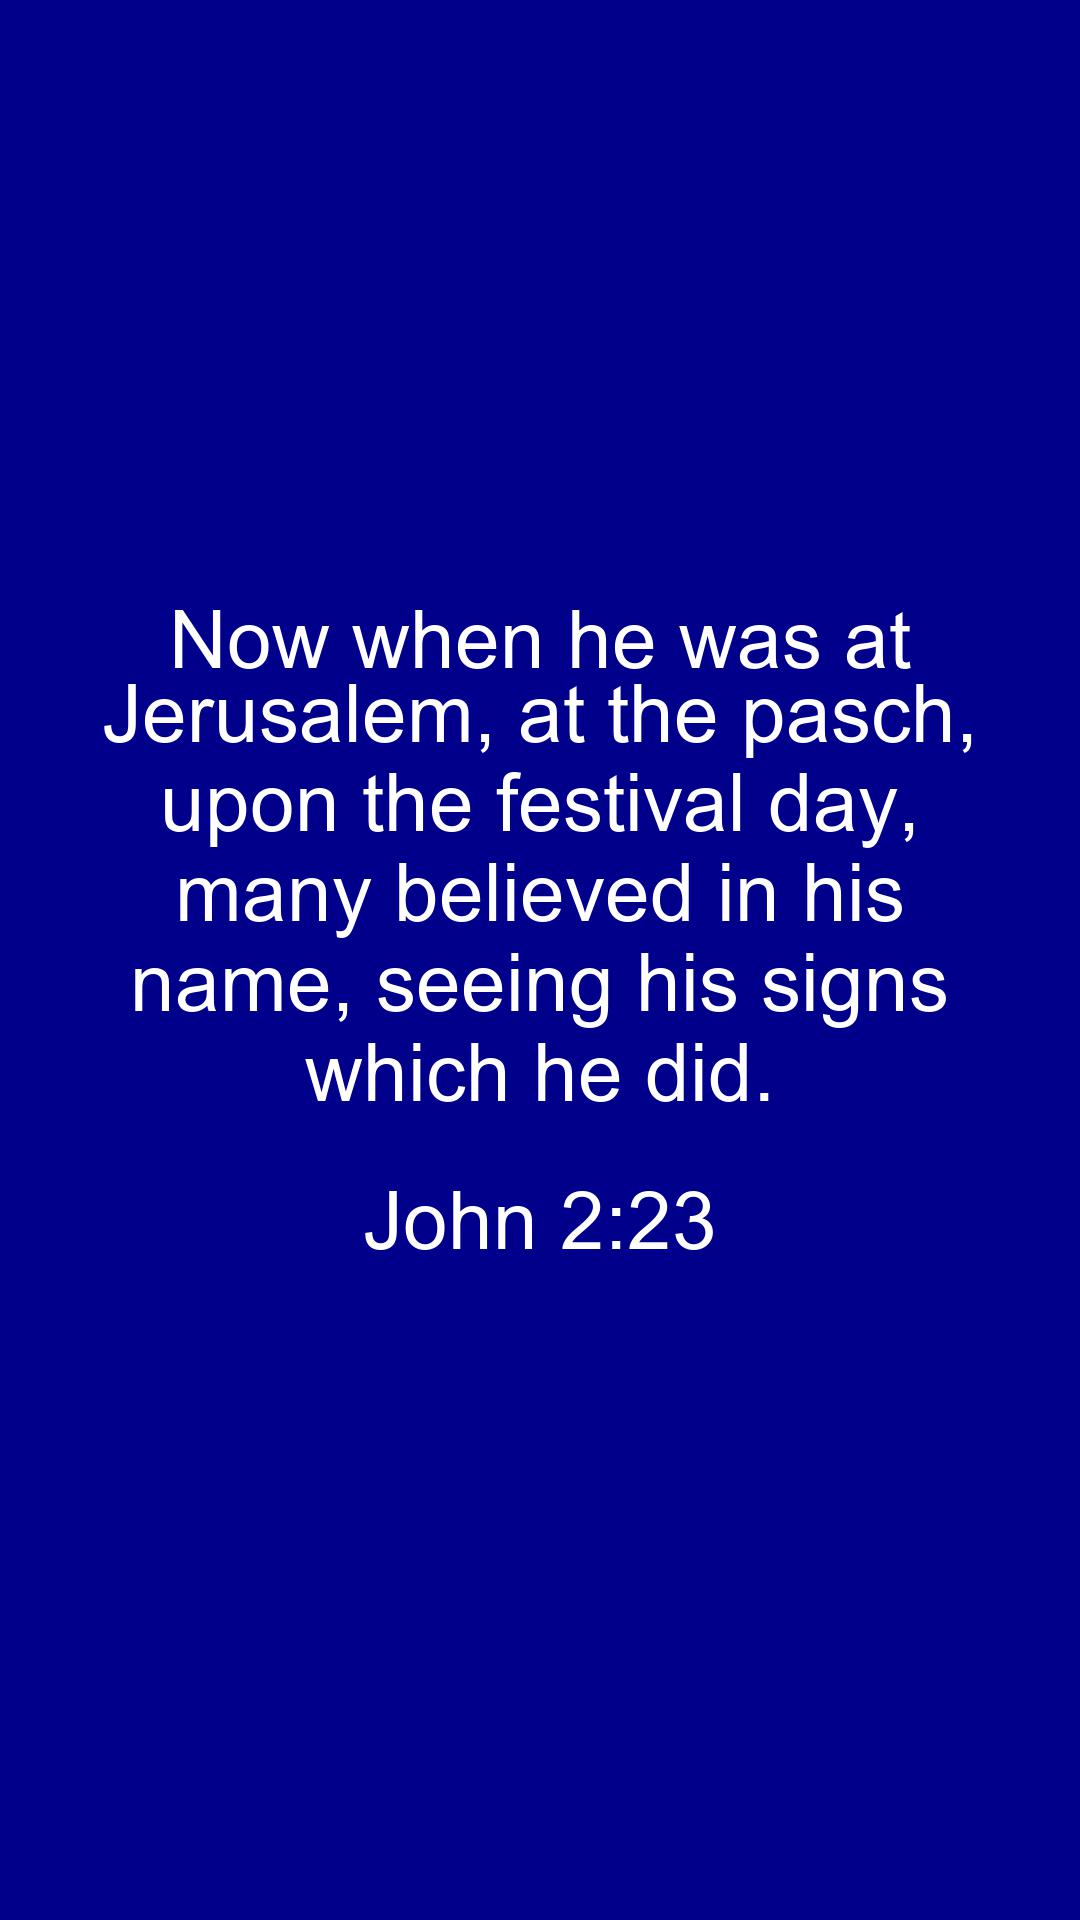 Now when he was at
Jerusalem, at the pasch,
upon the festival day,
many believed in his
name, seeing his signs
which he did.
John 2:23